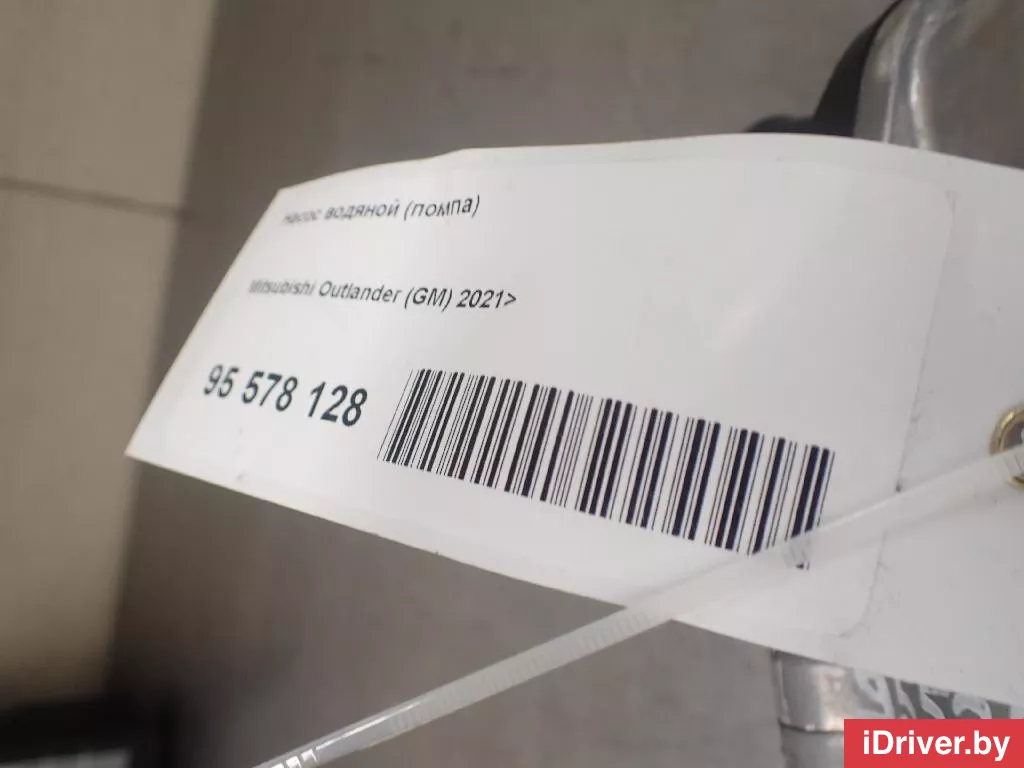 насос водяной (помпа)
Mitsubishi Outlander (GM) 2021>
95 578 128
iDriver.by